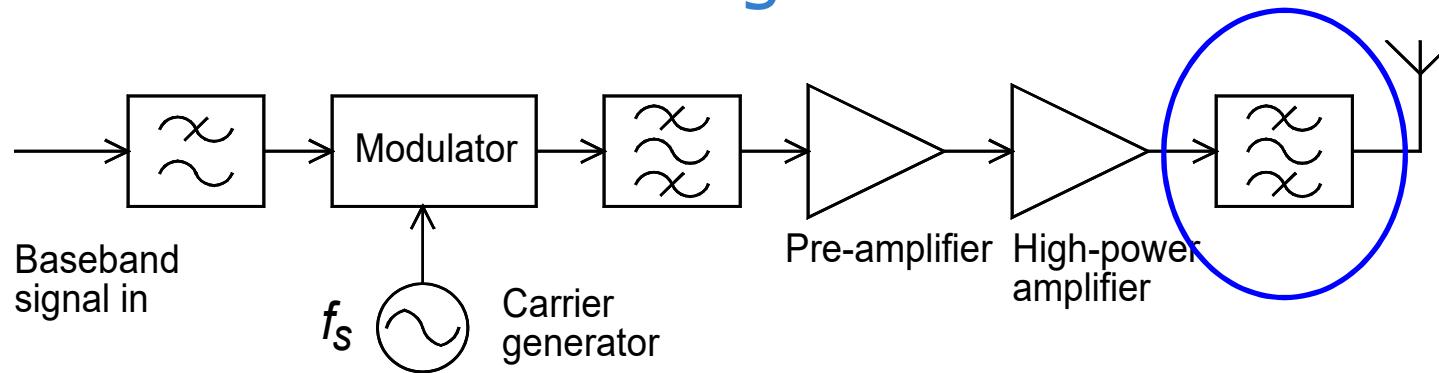 g
Modulator
Baseband
signal in
fs
Carrier
generator
Pre-amplifier
High-power
amplifier